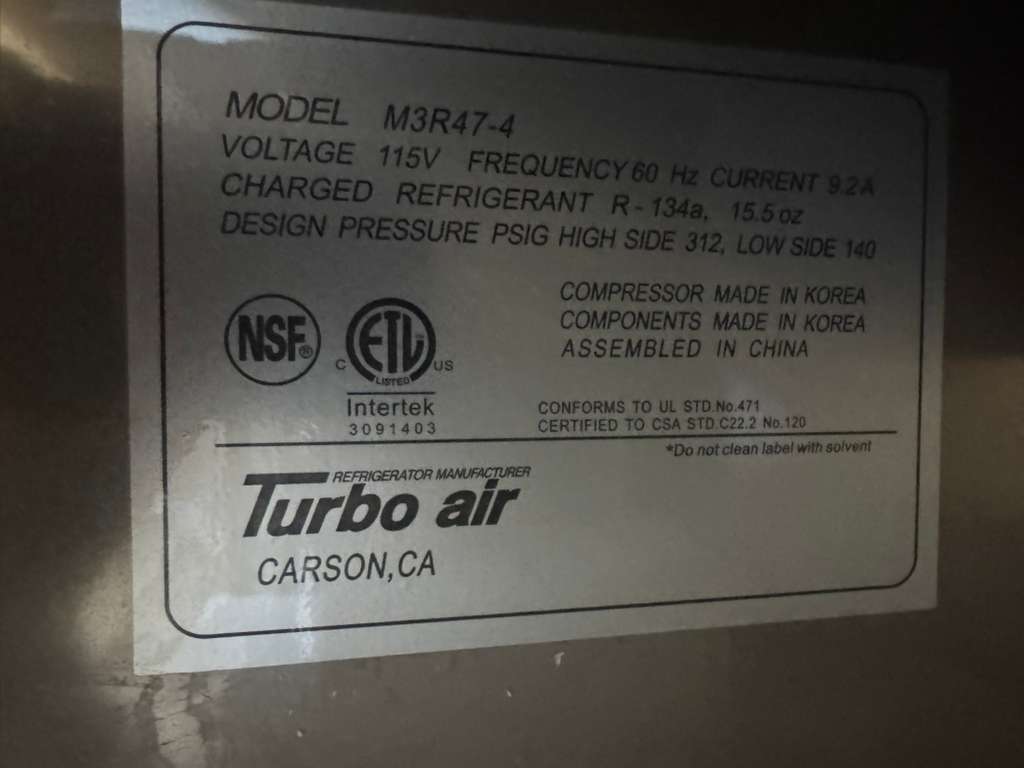 MODEL M3R47-4
VOLTAGE 115V FREQUENCY 60 Hz CURRENT 9.2A
CHARGED REFRIGERANT R-134a, 15.5 oz
DESIGN PRESSURE PSIG HIGH SIDE 312, LOW SIDE 140
COMPRESSOR MADE IN KOREA
COMPONENTS MADE IN KOREA
ASSEMBLED IN CHINA
NSF®
C ETL US
LISTED
Intertek
3091403
CONFORMS TO UL STD.No.471
CERTIFIED TO CSA STD.C22.2 No.120
*Do not clean label with solvent
REFRIGERATOR MANUFACTURER
Turbo air
CARSON,CA